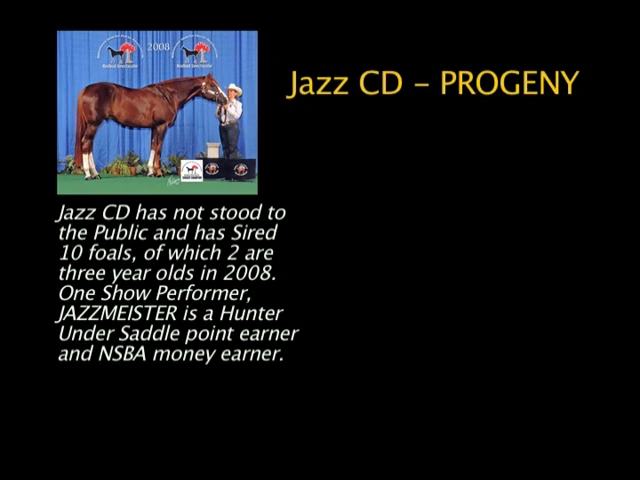 2008
Jazz CD – PROGENY
Jazz CD has not stood to
the Public and has Sired
10 foals, of which 2 are
three year olds in 2008.
One Show Performer,
JAZZMEISTER is a Hunter
Under Saddle point earner
and NSBA money earner.